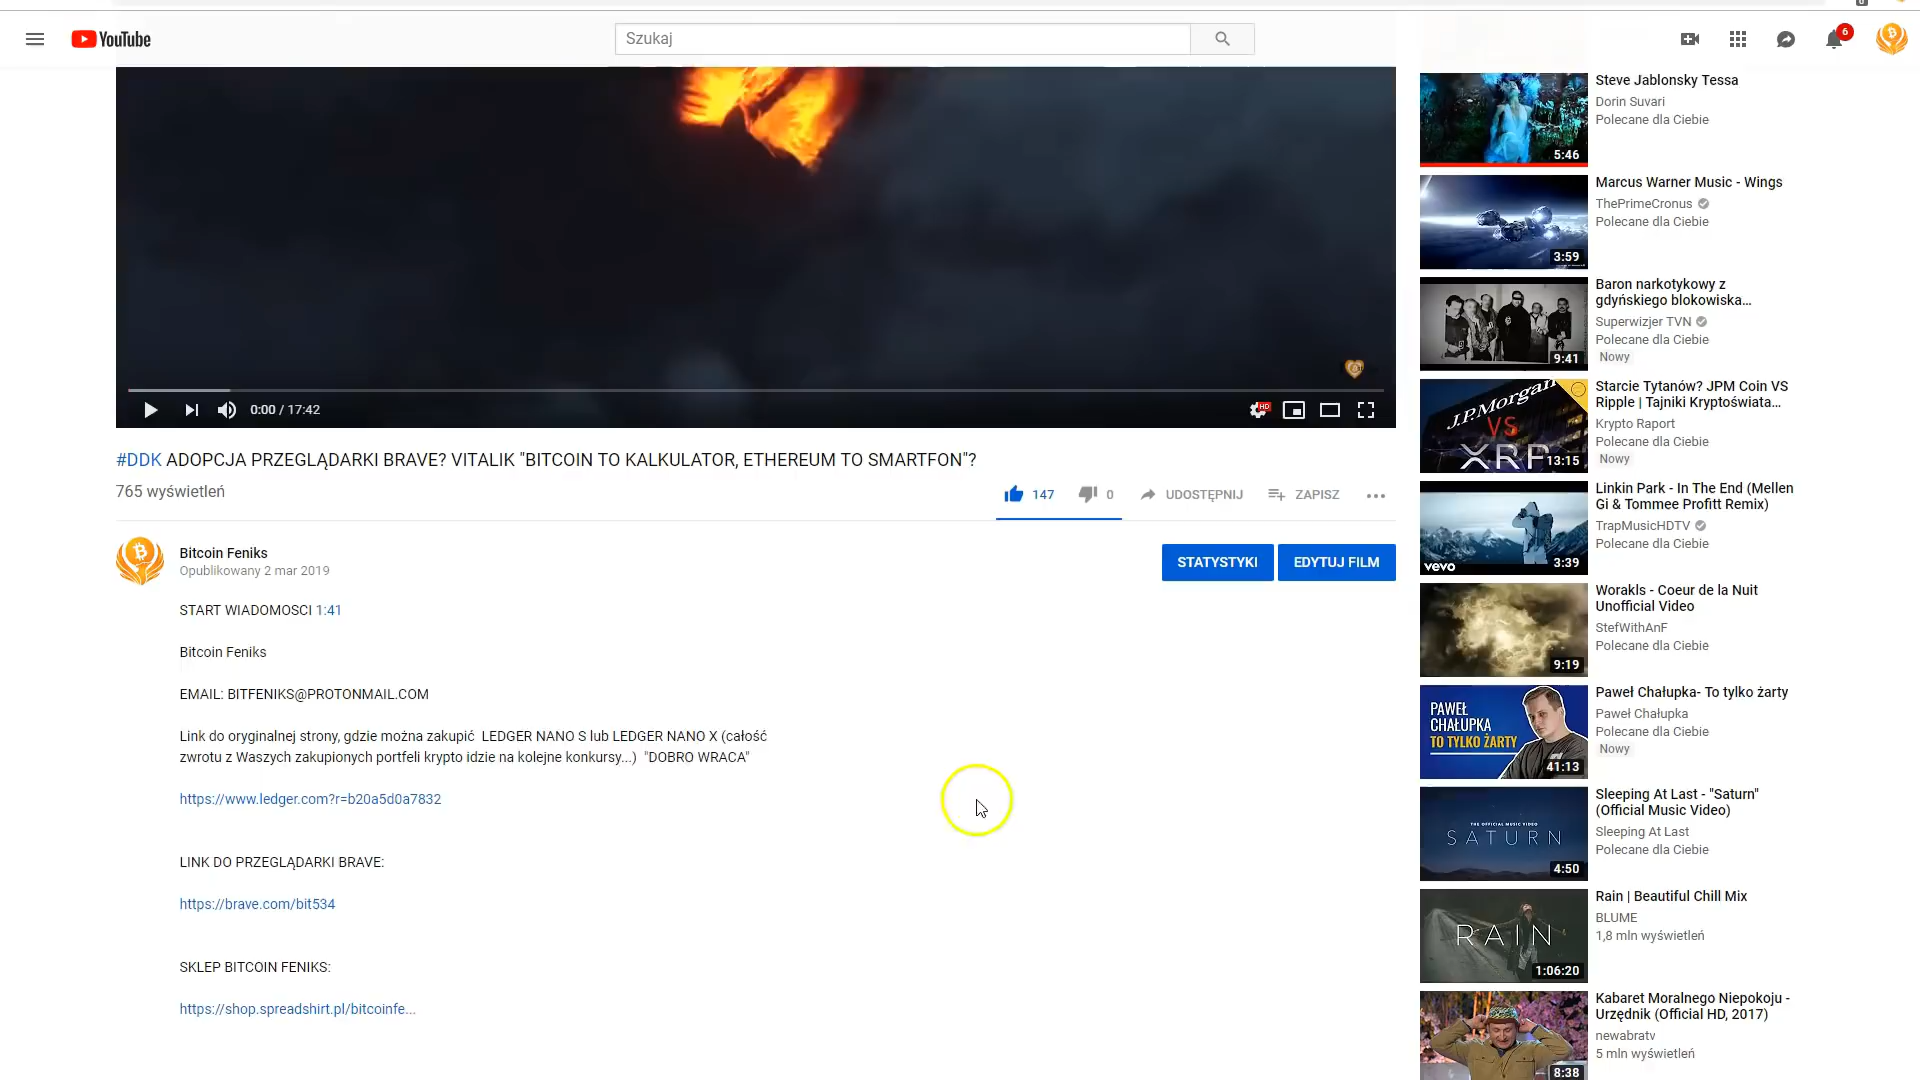 YouTube
Szukaj
6
0:00 / 17:42
HD
#DDK ADOPCJA PRZEGLĄDARKI BRAVE? VITALIK "BITCOIN TO KALKULATOR, ETHEREUM TO SMARTFON"?
765 wyświetleń
147
0
UDOSTĘPNIJ
ZAPISZ
Bitcoin Feniks
Opublikowany 2 mar 2019
STATYSTYKI
EDYTUJ FILM
START WIADOMOSCI 1:41
Bitcoin Feniks
EMAIL: BITFENIKS@PROTONMAIL.COM
Link do oryginalnej strony, gdzie można zakupić LEDGER NANO S lub LEDGER NANO X (całość
zwrotu z Waszych zakupionych portfeli krypto idzie na kolejne konkursy...) "DOBRO WRACA"
https://www.ledger.com?r=b20a5d0a7832
LINK DO PRZEGLĄDARKI BRAVE:
https://brave.com/bit534
SKLEP BITCOIN FENIKS:
https://shop.spreadshirt.pl/bitcoinfe...
5:46
Steve Jablonsky Tessa
Dorin Suvari
Polecane dla Ciebie
3:59
Marcus Warner Music - Wings
ThePrimeCronus
Polecane dla Ciebie
9:41
Baron narkotykowy z
gdyńskiego blokowiska...
Superwizjer TVN
Polecane dla Ciebie
Nowy
J.P.Morgan
VS
XRP
13:15
Starcie Tytanów? JPM Coin VS
Ripple | Tajniki Kryptoświata...
Krypto Raport
Polecane dla Ciebie
Nowy
vevo
3:39
Linkin Park - In The End (Mellen
Gi & Tommee Profitt Remix)
TrapMusicHDTV
Polecane dla Ciebie
9:19
Worakls - Coeur de la Nuit
Unofficial Video
StefWithAnF
Polecane dla Ciebie
PAWEŁ
CHAŁUPKA
TO TYLKO ŻARTY
41:13
Paweł Chałupka- To tylko żarty
Paweł Chałupka
Polecane dla Ciebie
Nowy
THE OFFICIAL MUSIC VIDEO
SATURN
4:50
Sleeping At Last - "Saturn"
(Official Music Video)
Sleeping At Last
Polecane dla Ciebie
RAIN
1:06:20
Rain | Beautiful Chill Mix
BLUME
1,8 mln wyświetleń
8:38
Kabaret Moralnego Niepokoju -
Urzędnik (Official HD, 2017)
newabratv
5 mln wyświetleń